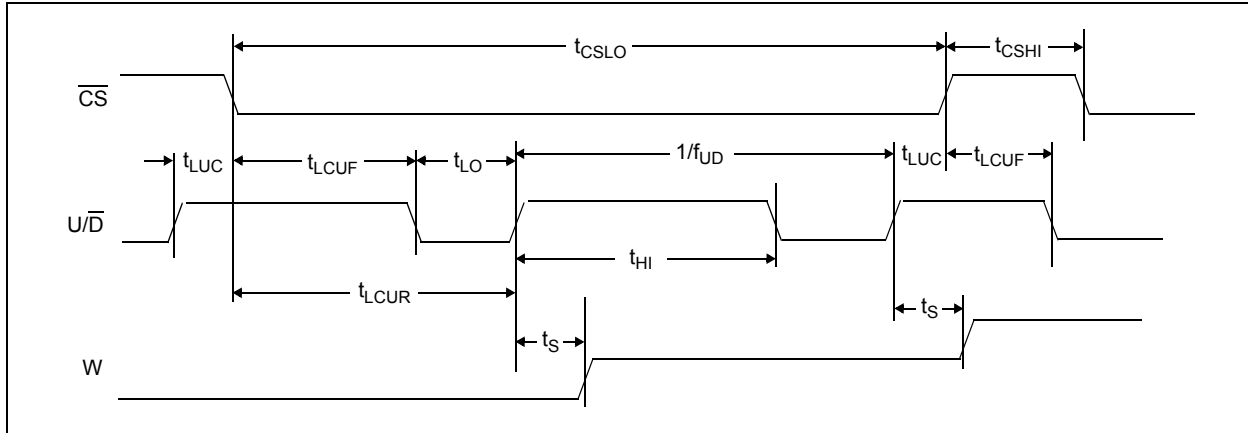 tCSLO
tCSHI
CS
tLUC
tLCUF
tLO
1/fUD
tLUC
tLCUF
U/D
tHI
tLCUR
tS
tS
W